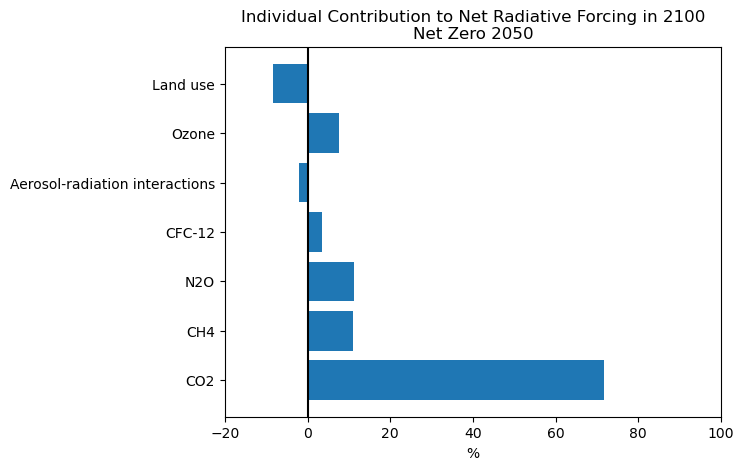 Individual Contribution to Net Radiative Forcing in 2100
Net Zero 2050
Land use
Ozone
Aerosol-radiation interactions
CFC-12
N2O
CH4
CO2
−20 0 20 40 60 80 100
%